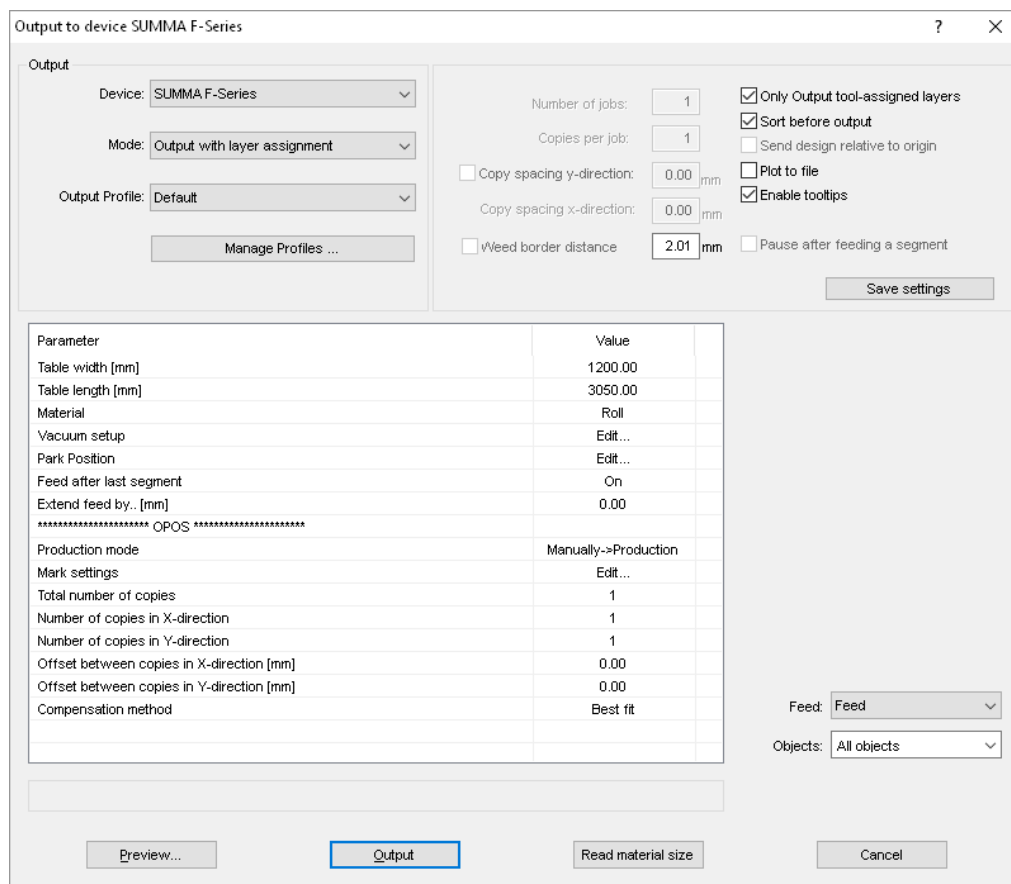 Output to device SUMMA F-Series
?
Output
Device: SUMMA F-Series
Mode: Output with layer assignment
Output Profile: Default
Manage Profiles ...
Number of jobs: 1
Copies per job: 1
Copy spacing y-direction: 0.00 mm
Copy spacing x-direction: 0.00 mm
Weed border distance 2.01 mm
Only Output tool-assigned layers
Sort before output
Send design relative to origin
Plot to file
Enable tooltips
Pause after feeding a segment
Save settings
Parameter Value
Table width [mm] 1200.00
Table length [mm] 3050.00
Material Roll
Vacuum setup Edit...
Park Position Edit...
Feed after last segment On
Extend feed by.. [mm] 0.00
********************** OPOS **********************
Production mode Manually->Production
Mark settings Edit...
Total number of copies 1
Number of copies in X-direction 1
Number of copies in Y-direction 1
Offset between copies in X-direction [mm] 0.00
Offset between copies in Y-direction [mm] 0.00
Compensation method Best fit
Feed: Feed
Objects: All objects
Preview... Output Read material size Cancel